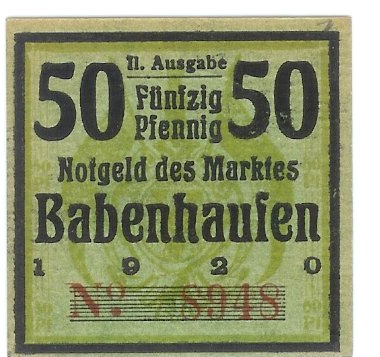 II. Ausgabe
50 Fünfzig Pfennig 50
Notgeld des Marktes
Babenhausen
1 9 2 0
No. 8948